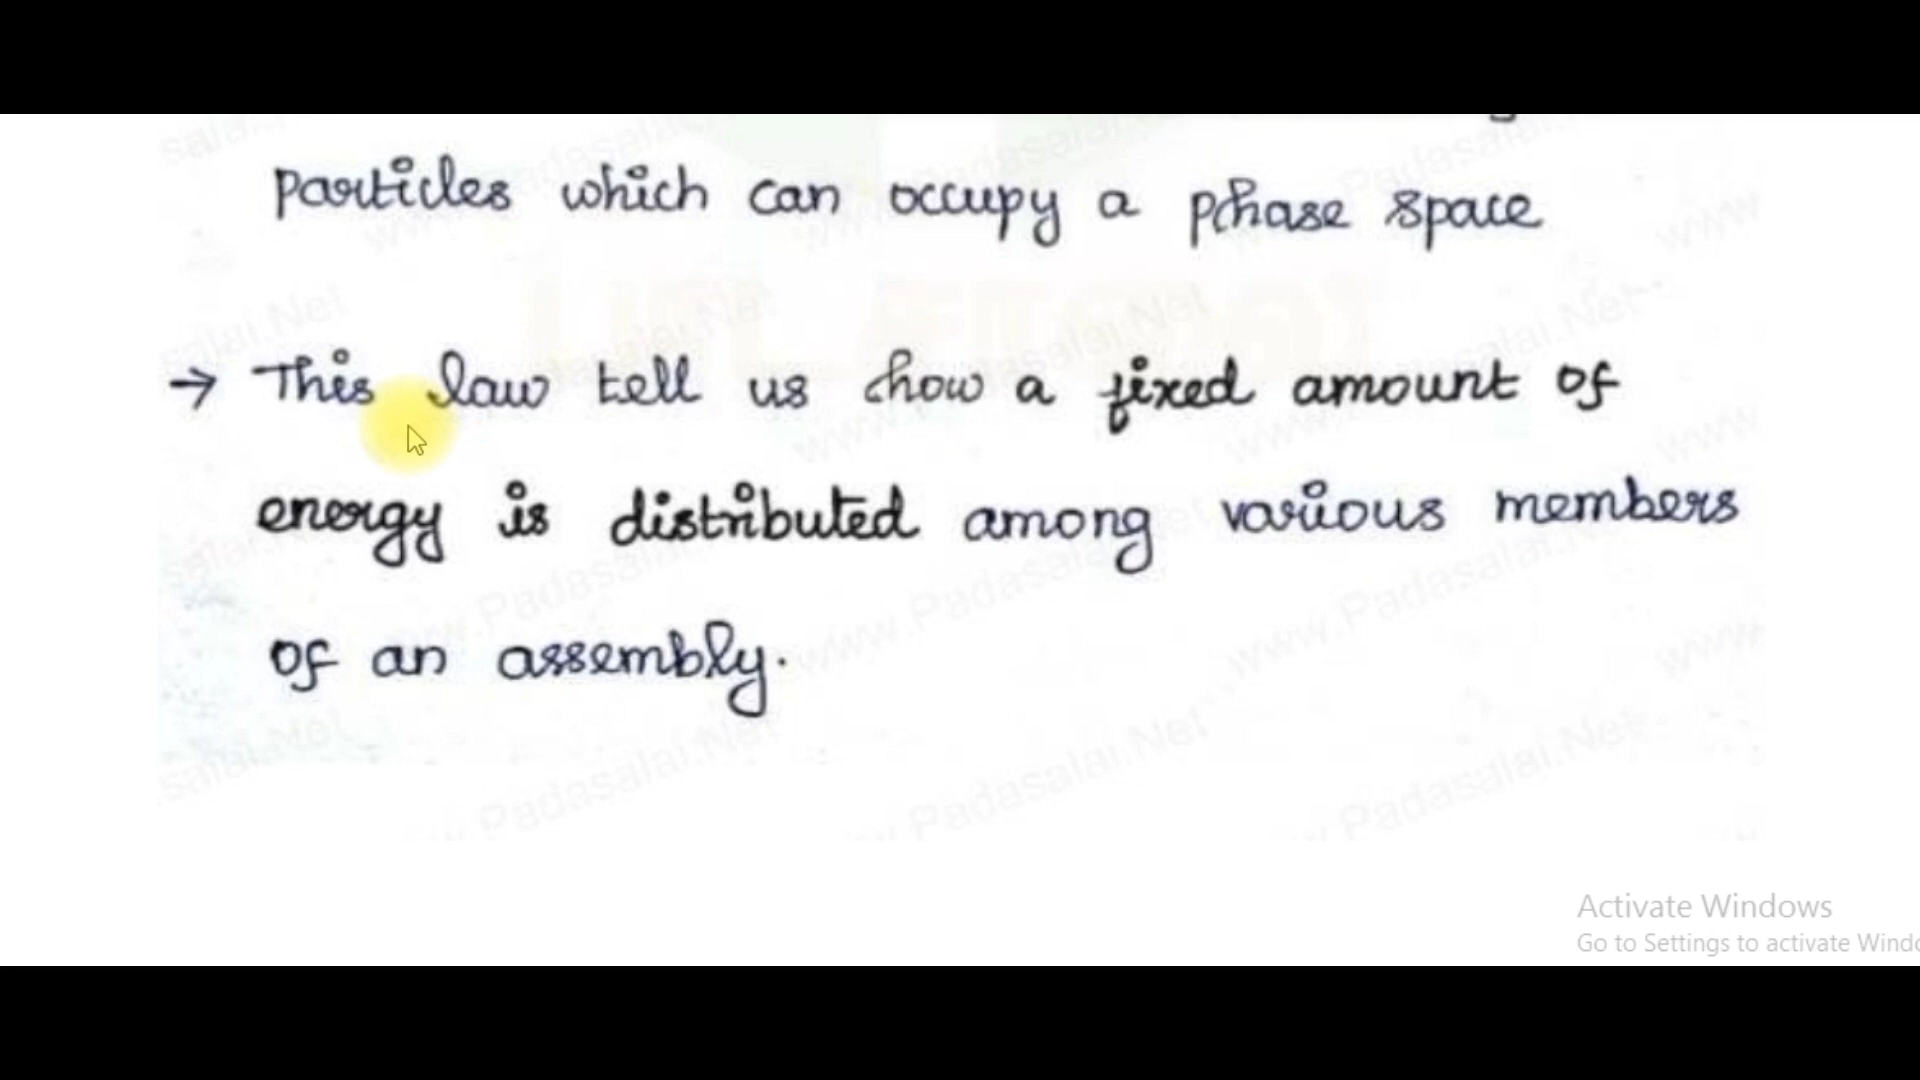 particles which can occupy a phase space
→ This law tell us how a fixed amount of
energy is distributed among various members
of an assembly.
Activate Windows
Go to Settings to activate